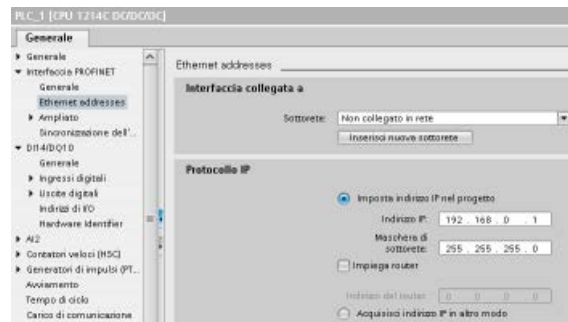 PLC_1 [CPU 1214C DC/DC/DC]
Generale
Generale
Interfaccia PROFINET
Generale
Ethernet addresses
Ampliato
Sincronizzazione dell'...
DI14/DQ10
Generale
Ingressi digitali
Uscite digitali
Indirizzi di I/O
Hardware Identifier
AI2
Contatori veloci (HSC)
Generatori di impulsi (PT...
Avviamento
Tempo di ciclo
Carico di comunicazione
Ethernet addresses
Interfaccia collegata a
Sottorete: Non collegato in rete
Inserisci nuova sottorete
Protocollo IP
Imposta indirizzo IP nel progetto
Indirizzo IP: 192 . 168 . 0 . 1
Maschera di
sottorete: 255 . 255 . 255 . 0
Impiega router
Indirizzo del router: 0 . 0 . 0 . 0
Acquisisci indirizzo IP in altro modo